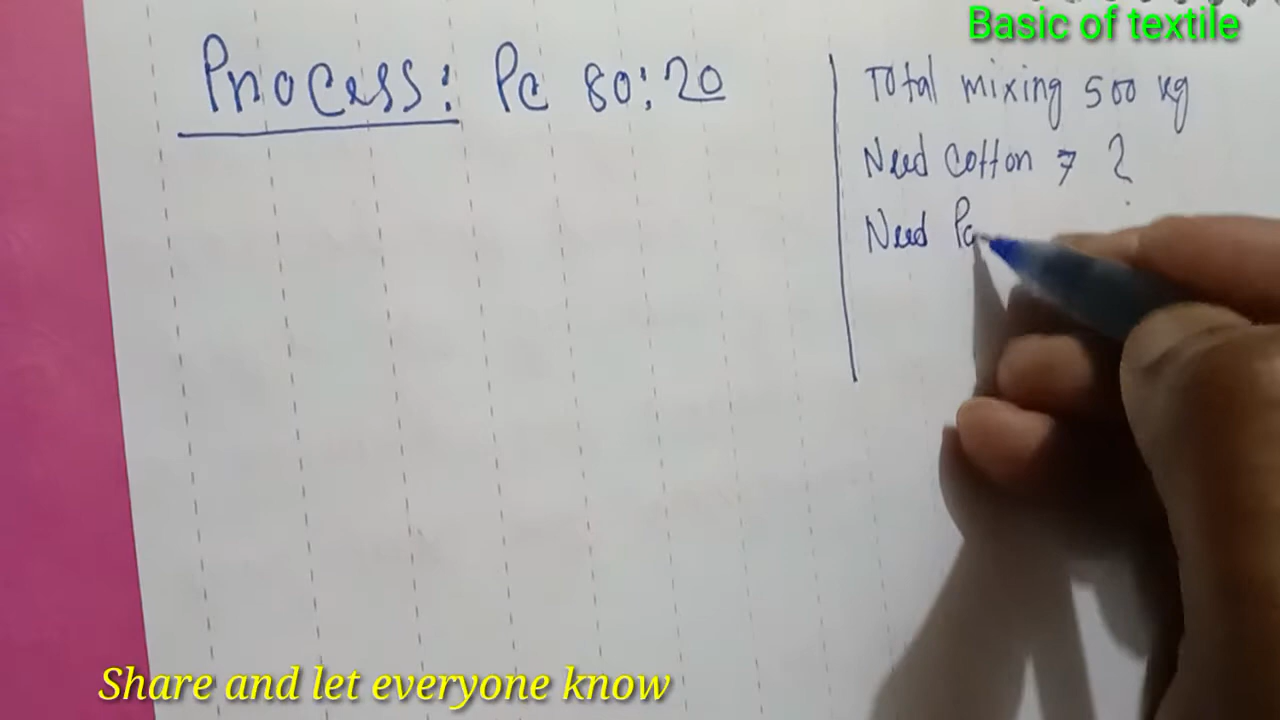 Basic of textile
Process: Pc 80:20
Total mixing 500 kg
Need Cotton → ?
Need Po
Share and let everyone know